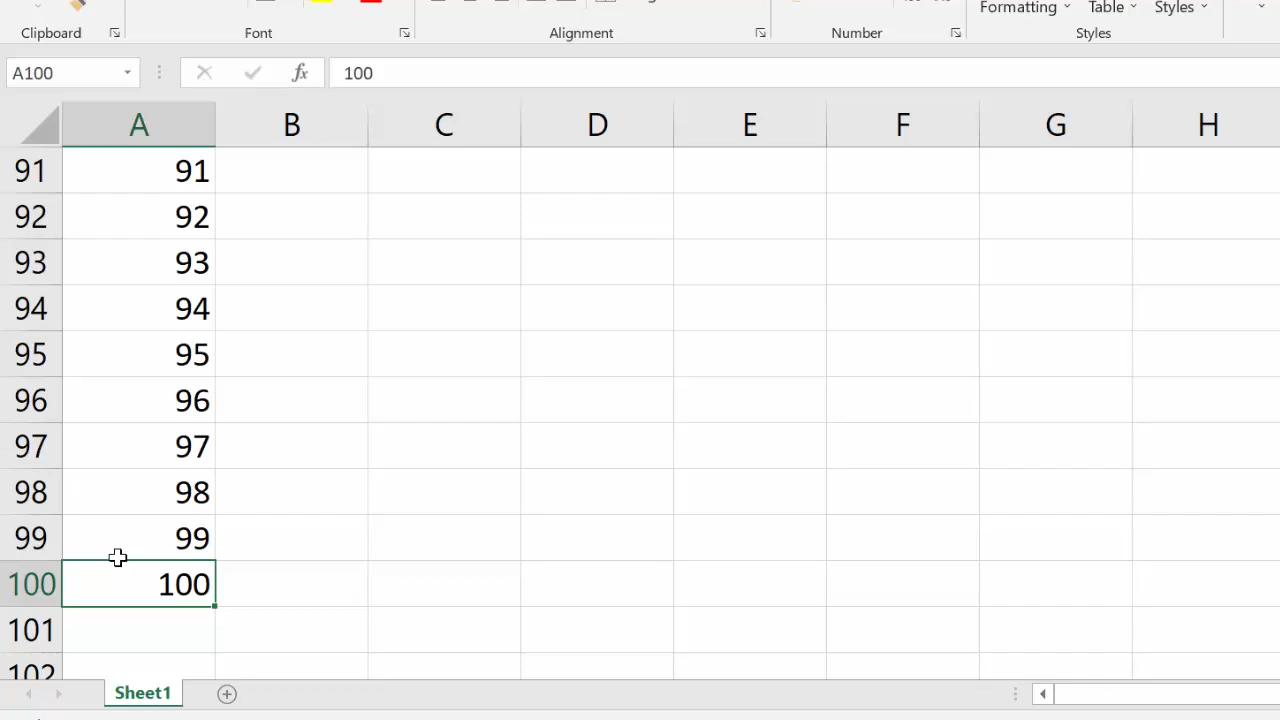 Formatting Table Styles
Clipboard Font Alignment Number Styles
A100 fx 100
A B C D E F G H
91 91
92 92
93 93
94 94
95 95
96 96
97 97
98 98
99 99
100 100
101
102
Sheet1